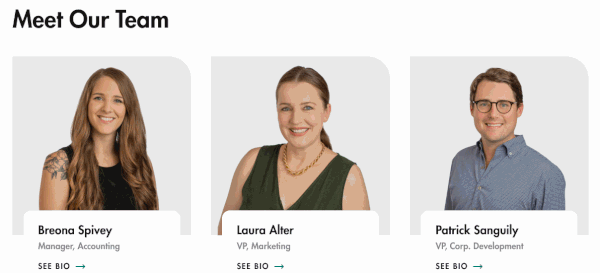 Meet Our Team
Breona Spivey
Manager, Accounting
SEE BIO →
Laura Alter
VP, Marketing
SEE BIO →
Patrick Sanguily
VP, Corp. Development
SEE BIO →